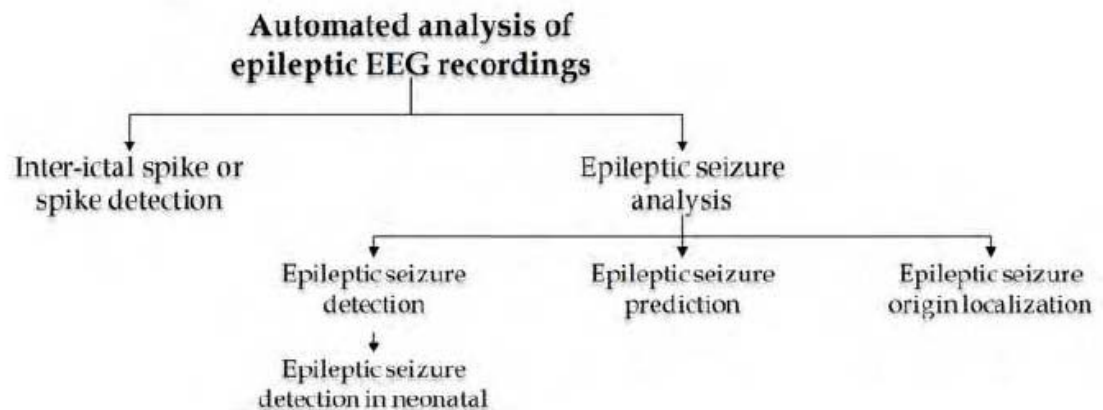 Automated analysis of
epileptic EEG recordings
Inter-ictal spike or
spike detection
Epileptic seizure
analysis
Epileptic seizure
detection
Epileptic seizure
prediction
Epileptic seizure
origin localization
Epileptic seizure
detection in neonatal